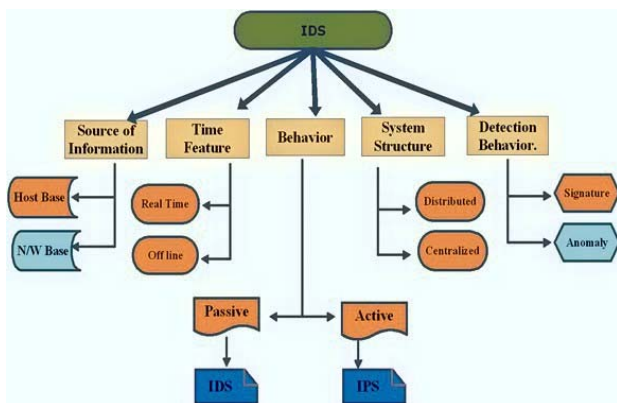 IDS
Source of
Information
Time
Feature
Behavior
System
Structure
Detection
Behavior.
Host Base
N/W Base
Real Time
Off line
Distributed
Centralized
Signature
Anomaly
Passive
Active
IDS
IPS